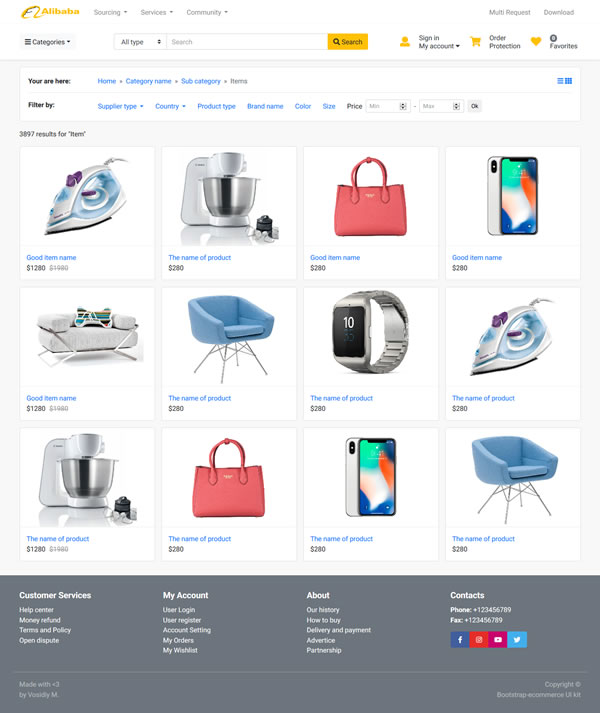 Alibaba Sourcing Services Community Multi Request Download
Categories All type Search Search Sign in My account Order Protection 0 Favorites
You are here: Home » Category name » Sub category » Items
Filter by: Supplier type Country Product type Brand name Color Size Price Min - Max Ok
3897 results for "Item"
Good item name The name of product Good item name The name of product
$1280 $1980 $280 $280 $280
10
Good item name The name of product The name of product The name of product
$1280 $1980 $280 $280 $280
The name of product The name of product The name of product The name of product
$1280 $1980 $280 $280 $280
Customer Services My Account About Contacts
Help center User Login Our history Phone: +123456789
Money refund User register How to buy Fax: +123456789
Terms and Policy Account Setting Delivery and payment
Open dispute My Orders Advertice
My Wishlist Partnership
Made with <3 Copyright ©
by Vosidiy M. Bootstrap-ecommerce UI kit